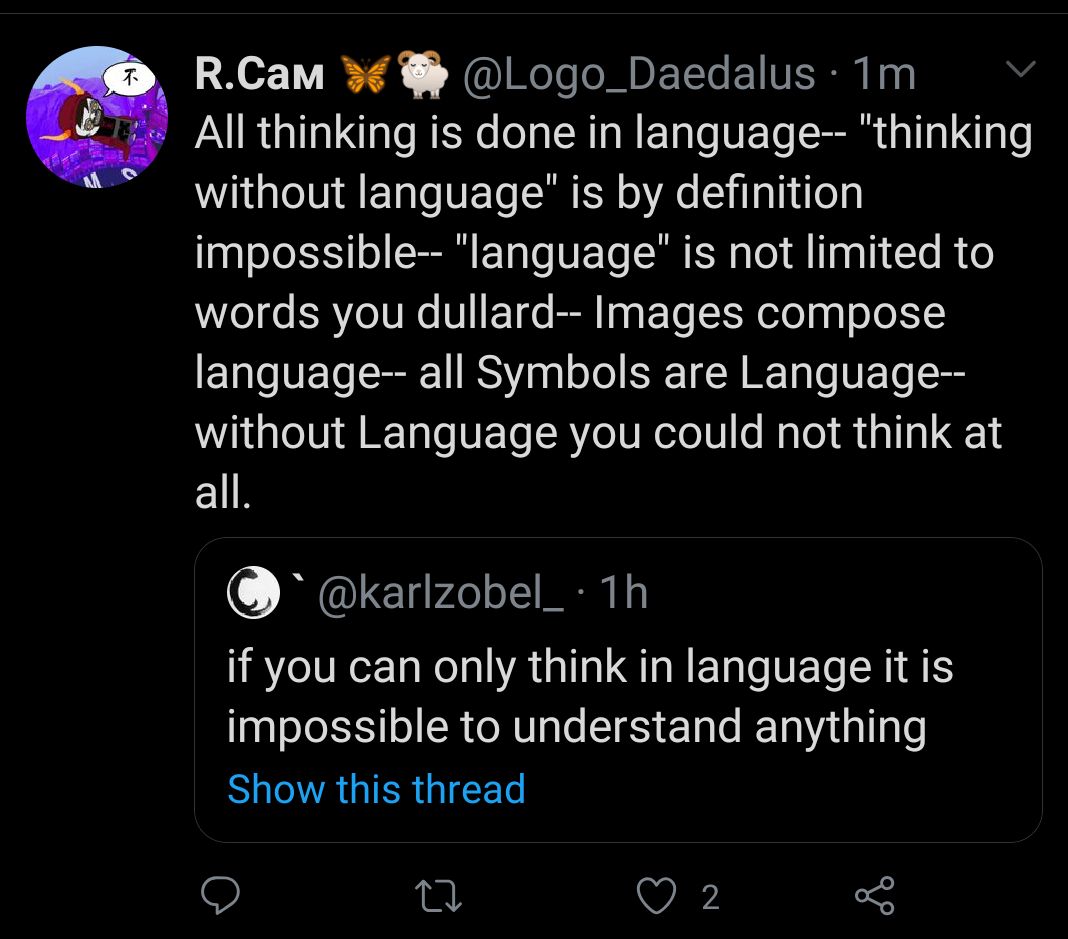 不
M S
R.Сам 🦋🐏 @Logo_Daedalus · 1m
All thinking is done in language-- "thinking
without language" is by definition
impossible-- "language" is not limited to
words you dullard-- Images compose
language-- all Symbols are Language--
without Language you could not think at
all.
` @karlzobel_ · 1h
if you can only think in language it is
impossible to understand anything
Show this thread
2